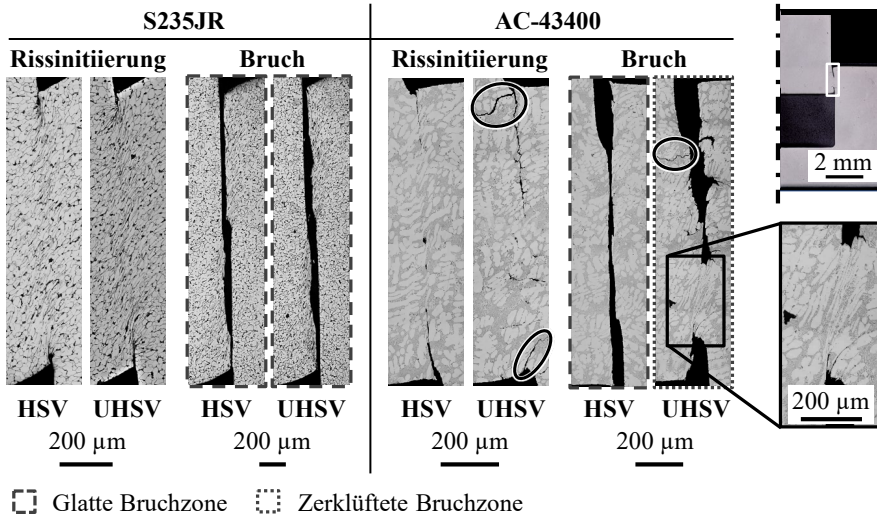 S235JR
AC-43400
Rissinitiierung
Bruch
Rissinitiierung
Bruch
2 mm
HSV UHSV
HSV UHSV
HSV UHSV
HSV UHSV
200 µm
200 µm
200 µm
200 µm
200 µm
Glatte Bruchzone
Zerklüftete Bruchzone